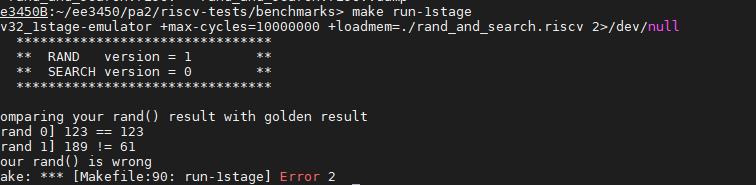 e3450B:~/ee3450/pa2/riscv-tests/benchmarks> make run-1stage
v32_1stage-emulator +max-cycles=10000000 +loadmem=./rand_and_search.riscv 2>/dev/null
********************************
** RAND version = 1 **
** SEARCH version = 0 **
********************************
omparing your rand() result with golden result
rand 0] 123 == 123
rand 1] 189 != 61
our rand() is wrong
ake: *** [Makefile:90: run-1stage] Error 2